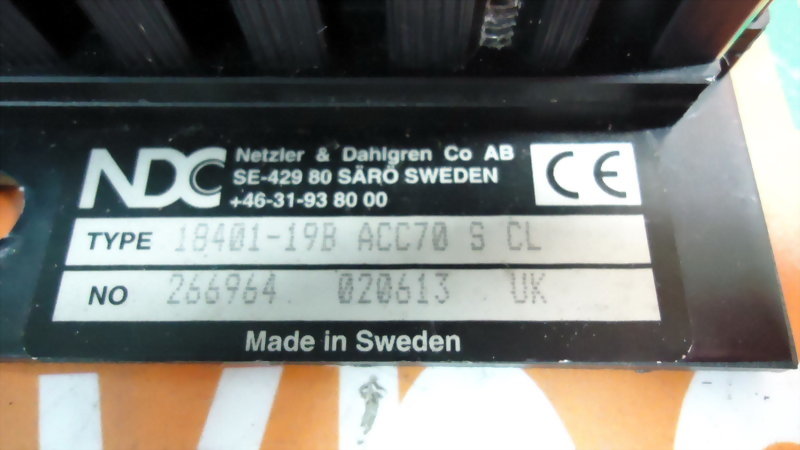 NDC
Netzler & Dahlgren Co AB
SE-429 80 SÄRÖ SWEDEN
+46-31-93 80 00
CE
TYPE 18401-19B ACC70 S CL
NO 266964 020613 UK
Made in Sweden